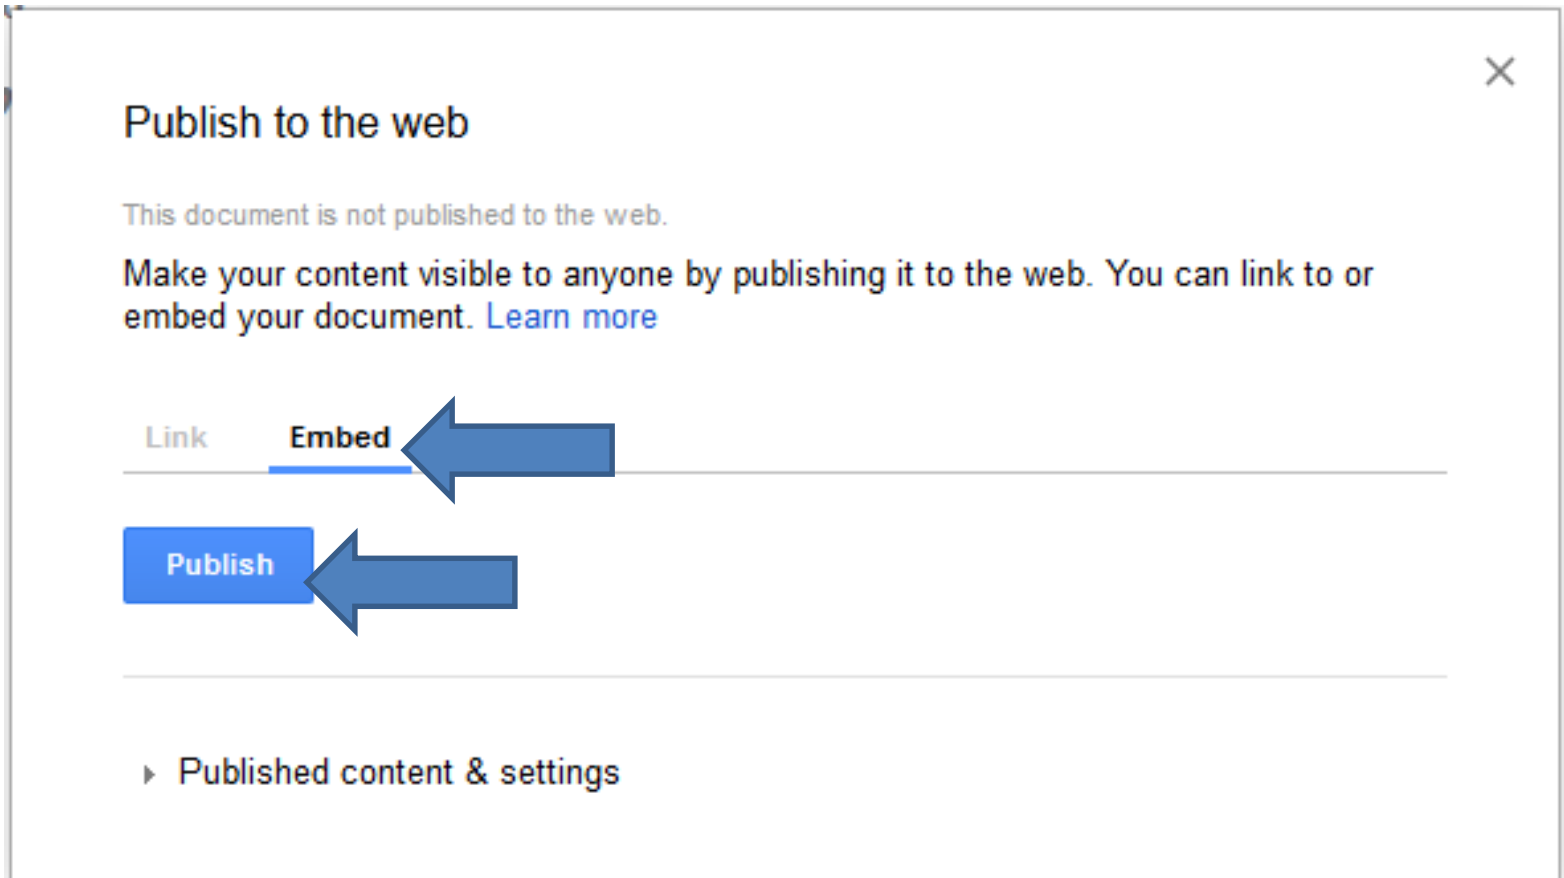 Publish to the web
This document is not published to the web.
Make your content visible to anyone by publishing it to the web. You can link to or
embed your document. Learn more
Link Embed
Publish
Published content & settings